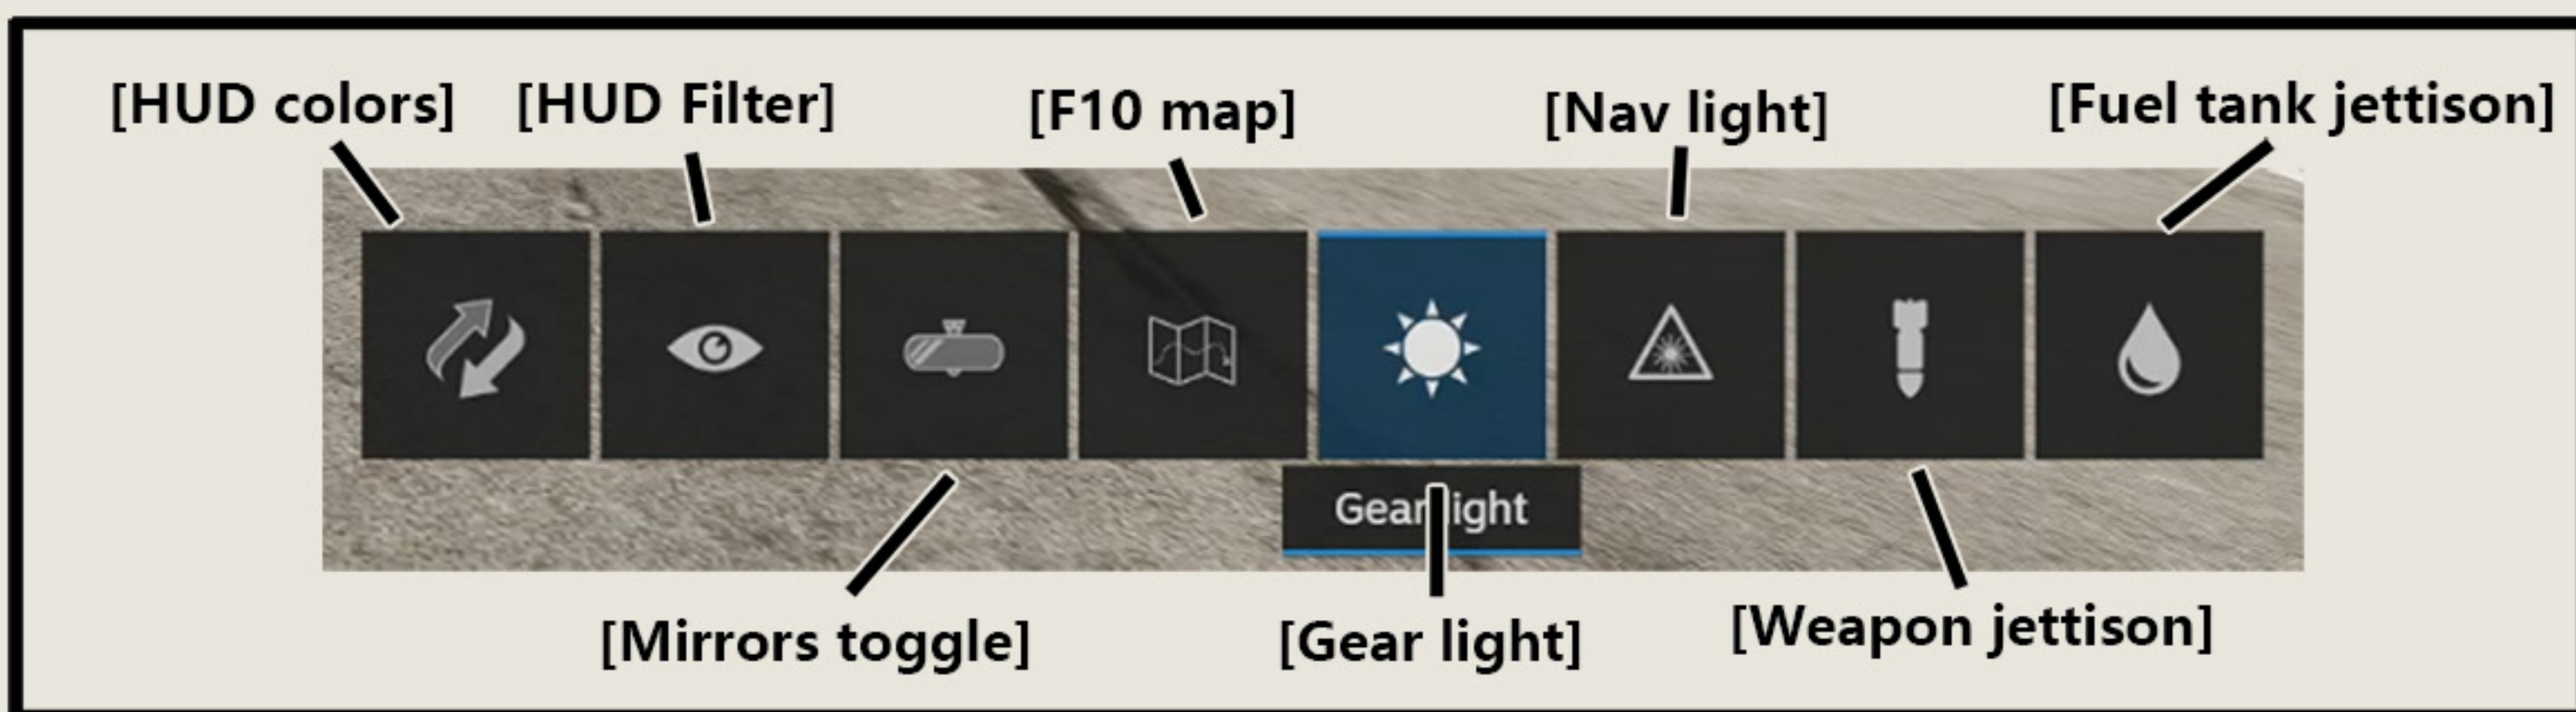 [HUD colors] [HUD Filter] [F10 map] [Nav light] [Fuel tank jettison]
Gear light
[Mirrors toggle] [Gear light] [Weapon jettison]